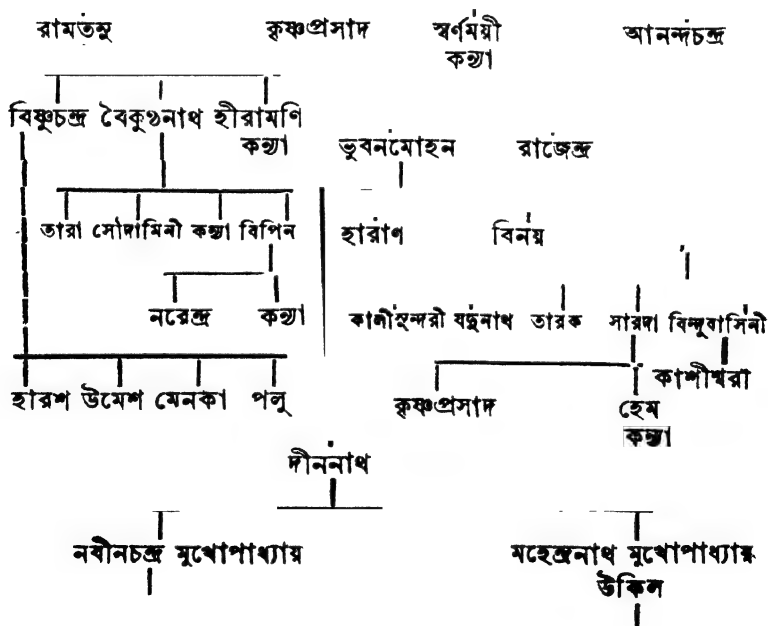 রামতনু কৃষ্ণপ্রসাদ স্বর্ণময়ী আনন্দচন্দ্র
কন্যা
বিষ্ণুচন্দ্র বৈকুণ্ঠনাথ হীরামণি
কন্যা ভুবনমোহন রাজেন্দ্র
তারা সৌদামিনী কন্যা বিপিন হারাণ বিনয়
নরেন্দ্র কন্যা কালীসুন্দরী যদুনাথ তারক সারদা বিন্দুবাসিনী
হারশ উমেশ মেনকা পলু কৃষ্ণপ্রসাদ হেম কাশীশ্বরা
কন্যা
দীননাথ
নবীনচন্দ্র মুখোপাধ্যায় মহেন্দ্রনাথ মুখোপাধ্যায়
উকিল